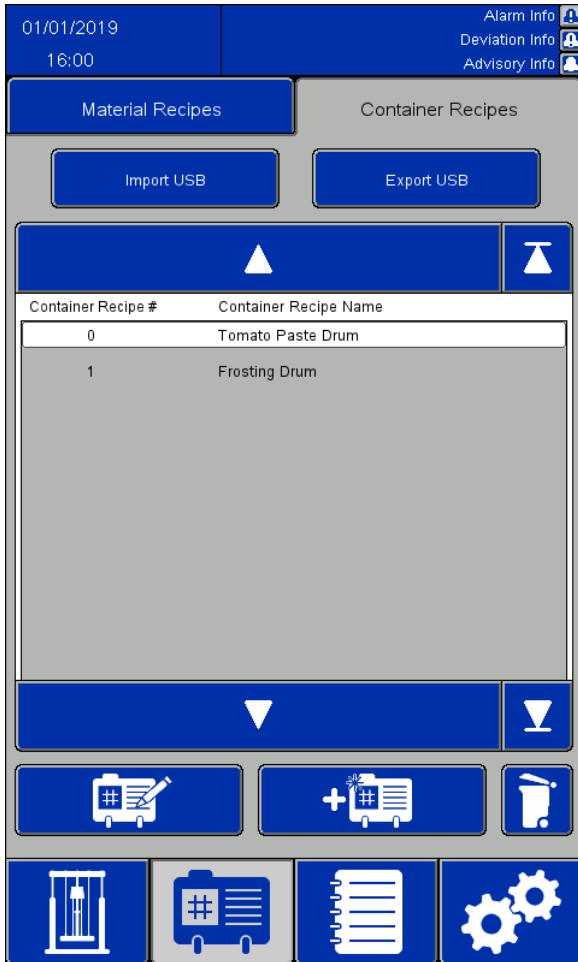 01/01/2019
16:00
Alarm Info
Deviation Info
Advisory Info
Material Recipes
Container Recipes
Import USB
Export USB
Container Recipe # Container Recipe Name
0 Tomato Paste Drum
1 Frosting Drum
#
+ #
#